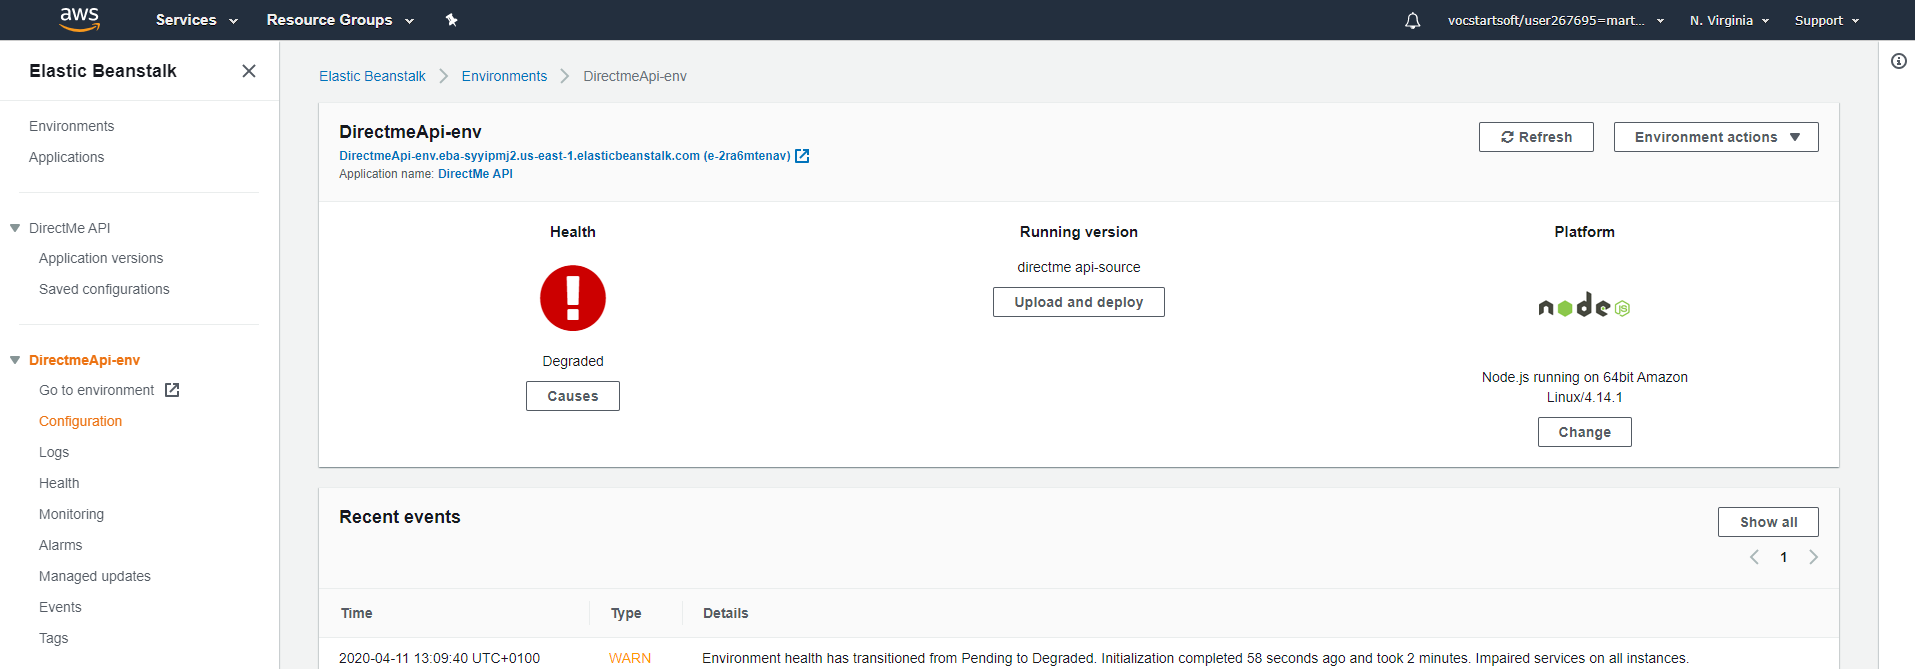 aws
Services
Resource Groups
vocstartsoft/user267695=mart...
N. Virginia
Support
Elastic Beanstalk
Environments
Applications
DirectMe API
Application versions
Saved configurations
DirectmeApi-env
Go to environment
Configuration
Logs
Health
Monitoring
Alarms
Managed updates
Events
Tags
Elastic Beanstalk
Environments
DirectmeApi-env
DirectmeApi-env
DirectmeApi-env.eba-syyipmj2.us-east-1.elasticbeanstalk.com (e-2ra6mtenav)
Application name: DirectMe API
Refresh
Environment actions
Health
Degraded
Causes
Running version
directme api-source
Upload and deploy
Platform
node
JS
Node.js running on 64bit Amazon
Linux/4.14.1
Change
Recent events
Show all
1
Time
Type
Details
2020-04-11 13:09:40 UTC+0100
WARN
Environment health has transitioned from Pending to Degraded. Initialization completed 58 seconds ago and took 2 minutes. Impaired services on all instances.